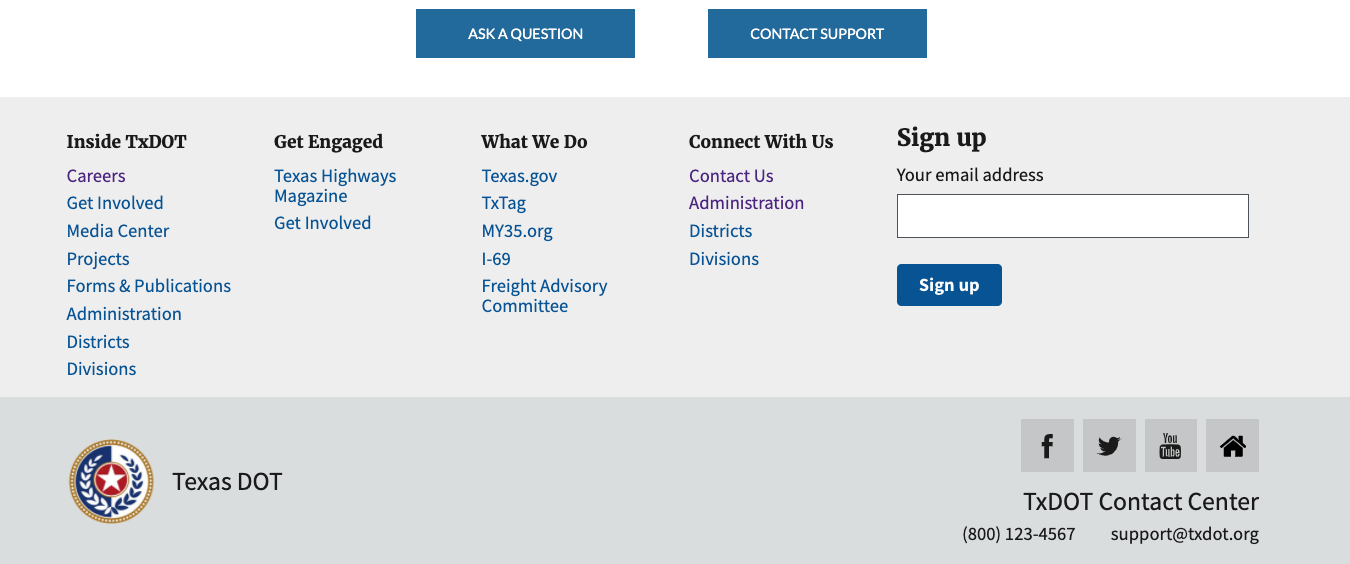 ASK A QUESTION
CONTACT SUPPORT
Inside TxDOT
Careers
Get Involved
Media Center
Projects
Forms & Publications
Administration
Districts
Divisions
Get Engaged
Texas Highways
Magazine
Get Involved
What We Do
Texas.gov
TxTag
MY35.org
I-69
Freight Advisory
Committee
Connect With Us
Contact Us
Administration
Districts
Divisions
Sign up
Your email address
Sign up
Texas DOT
f
You
Tube
TxDOT Contact Center
(800) 123-4567
support@txdot.org